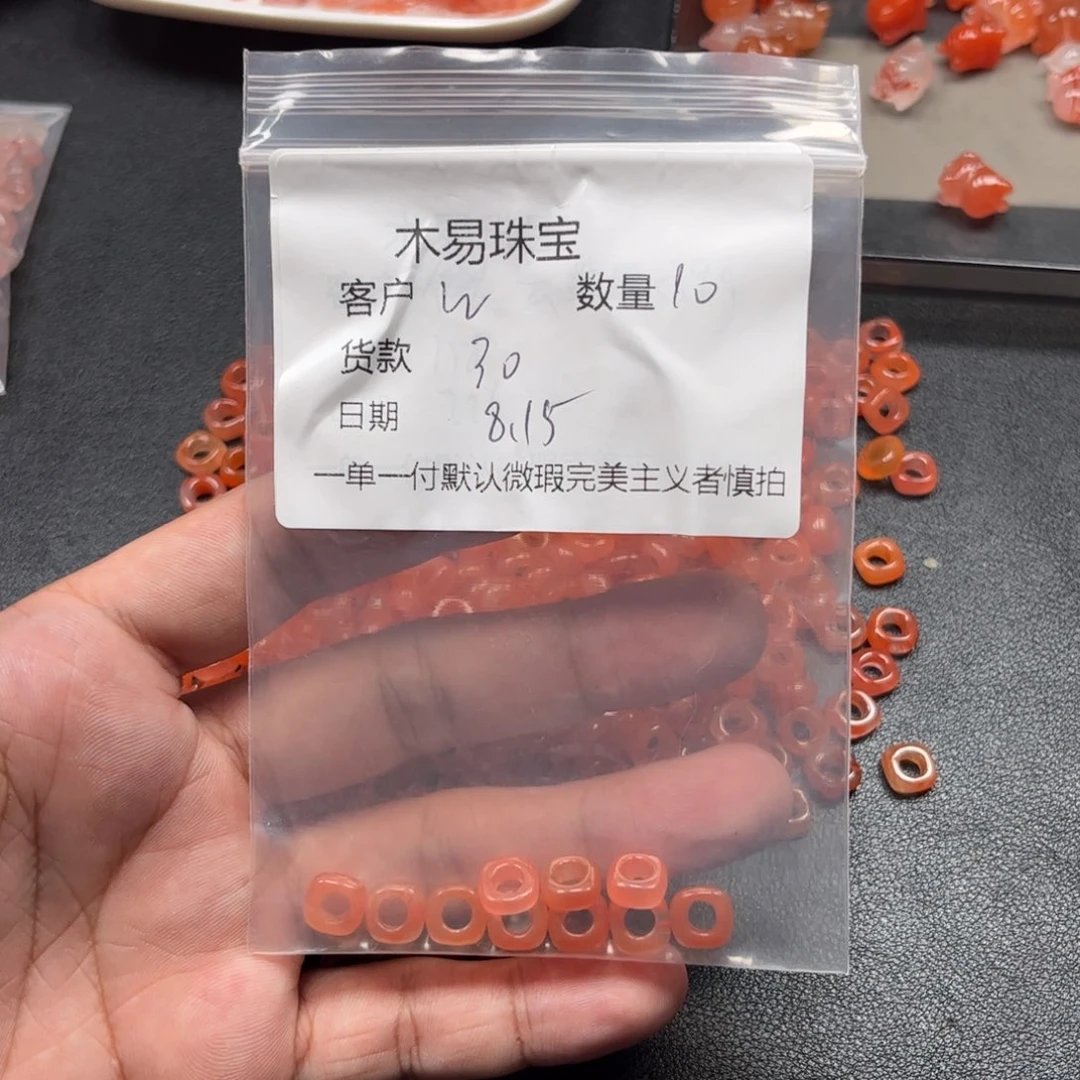 木易珠宝
客户 W 数量 10
货款 30
日期 8.15
一单一付默认微瑕完美主义者慎拍